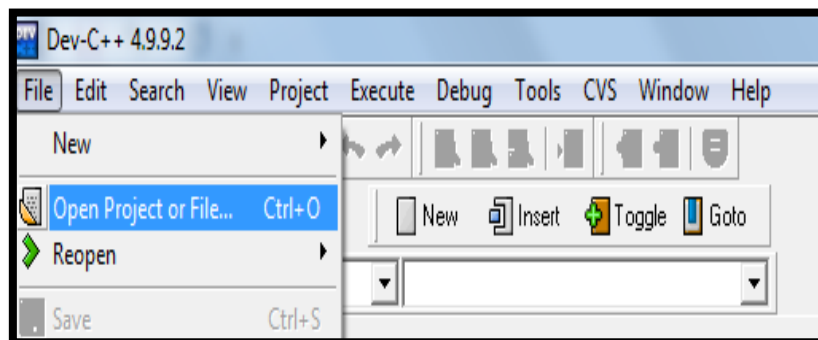 Dev-C++ 4.9.9.2
File Edit Search View Project Execute Debug Tools CVS Window Help
New
Open Project or File... Ctrl+O
New Insert Toggle Goto
Reopen
Save Ctrl+S